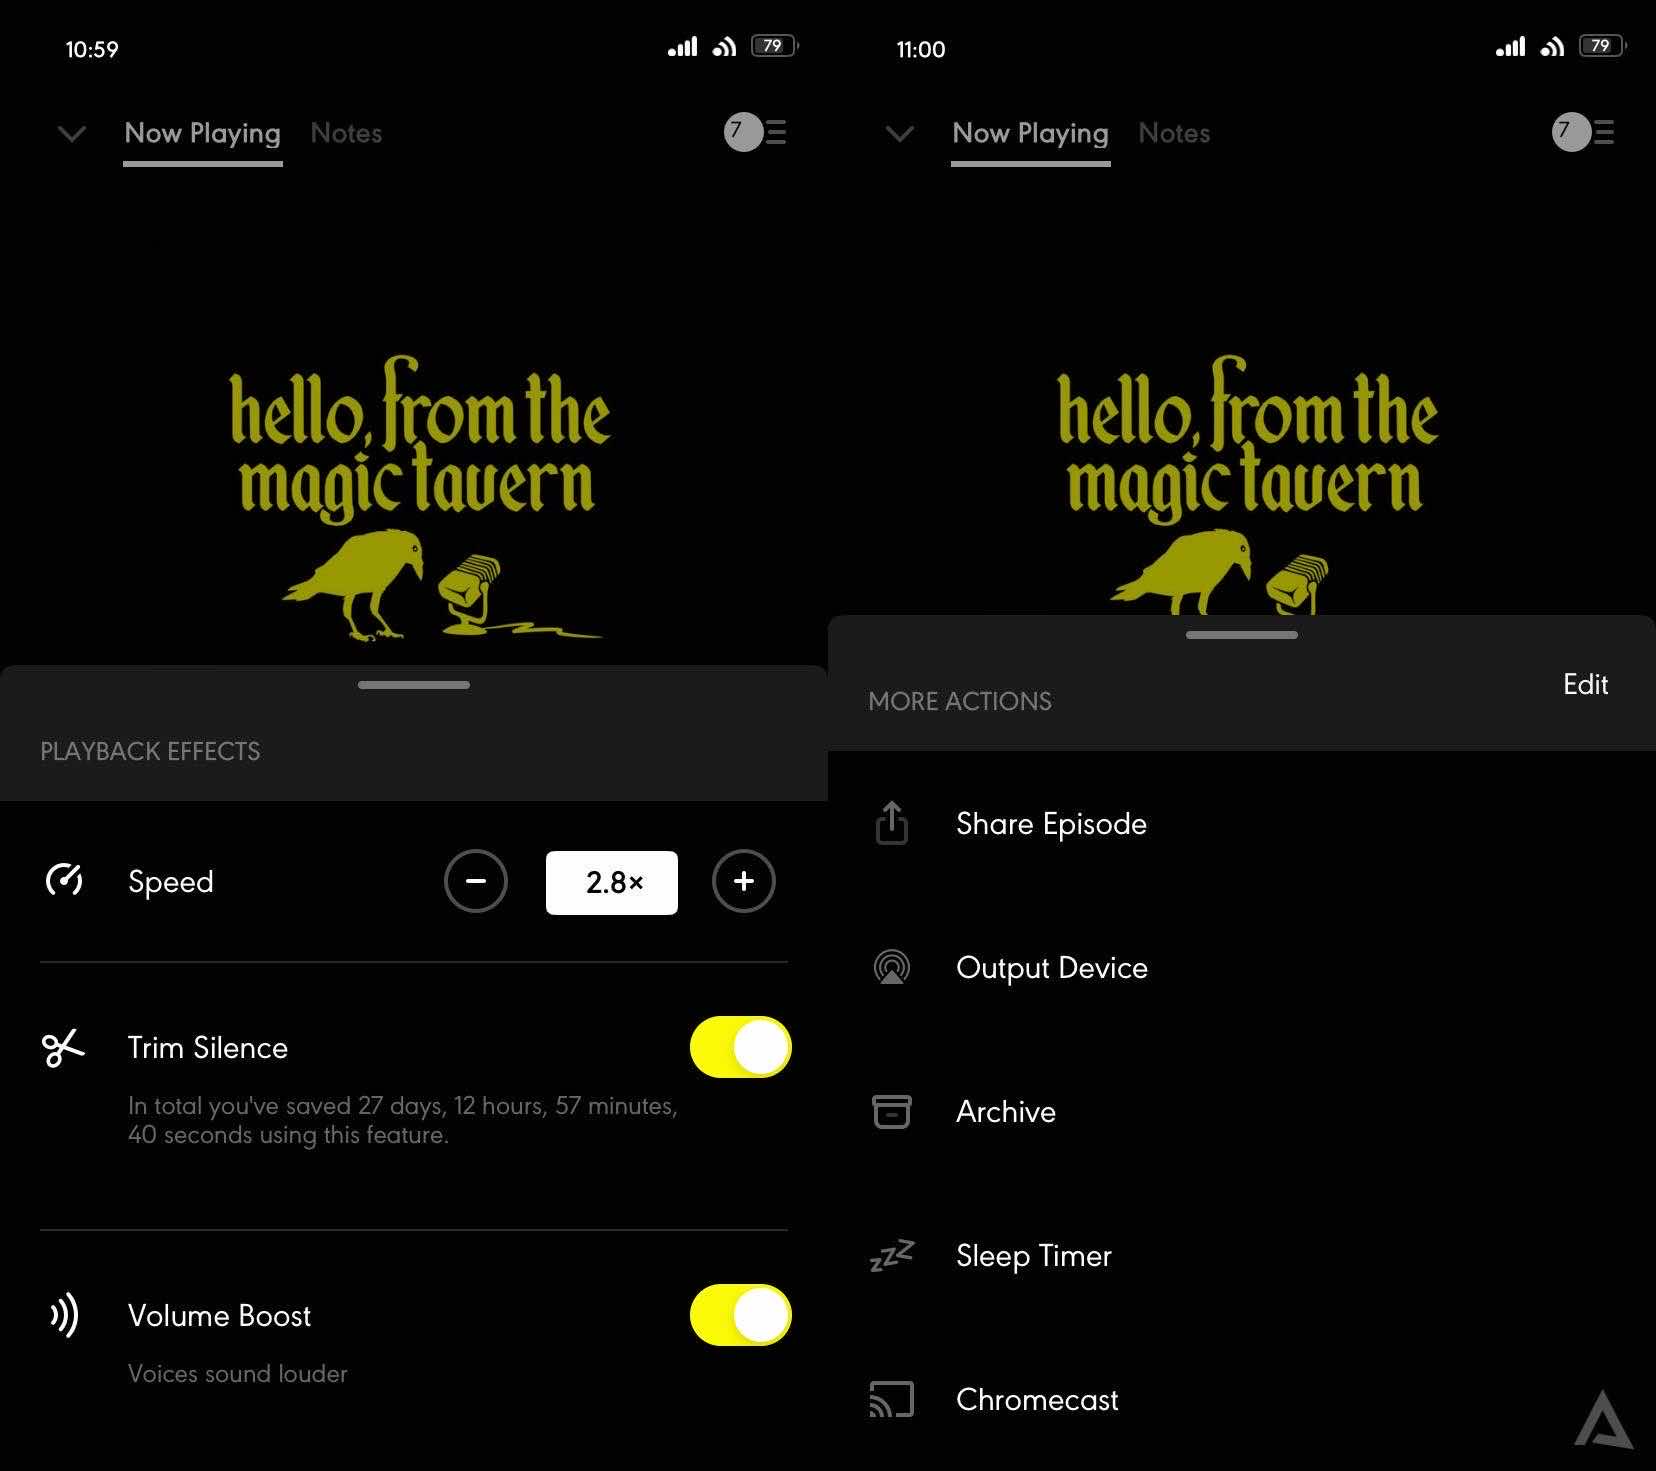 10:59
79
Now Playing Notes
7
hello, from the
magic tavern
PLAYBACK EFFECTS
Speed
2.8×
Trim Silence
In total you've saved 27 days, 12 hours, 57 minutes,
40 seconds using this feature.
Volume Boost
Voices sound louder
11:00
79
Now Playing Notes
7
hello, from the
magic tavern
MORE ACTIONS
Edit
Share Episode
Output Device
Archive
zzZ
Sleep Timer
Chromecast